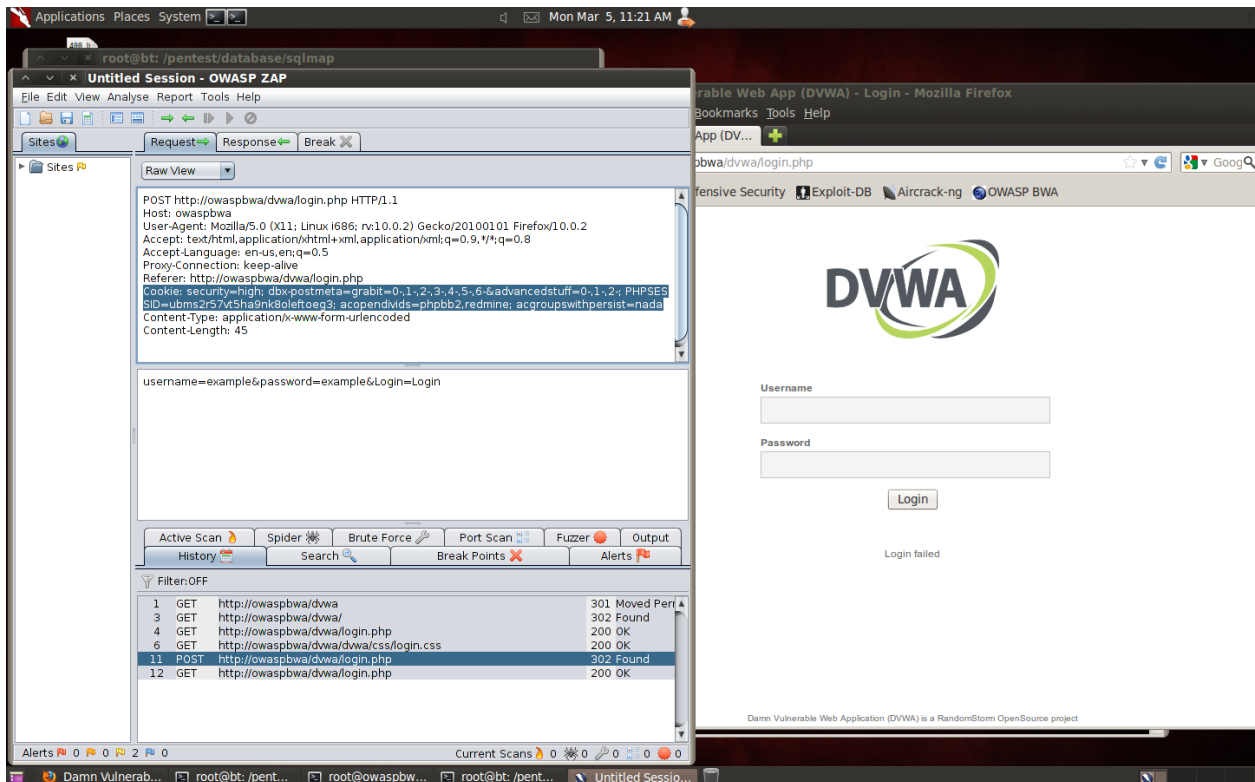 Applications Places System
Mon Mar 5, 11:21 AM
root@bt: /pentest/database/sqlmap
Untitled Session - OWASP ZAP
File Edit View Analyse Report Tools Help
Sites
Request
Response
Break
Sites
Raw View
POST http://owaspbwa/dvwa/login.php HTTP/1.1
Host: owaspbwa
User-Agent: Mozilla/5.0 (X11; Linux i686; rv:10.0.2) Gecko/20100101 Firefox/10.0.2
Accept: text/html,application/xhtml+xml,application/xml;q=0.9,*/*;q=0.8
Accept-Language: en-us,en;q=0.5
Proxy-Connection: keep-alive
Referer: http://owaspbwa/dvwa/login.php
Cookie: security=high; dbx-postmeta=grabit=0-,1-,2-,3-,4-,5-,6-&advancedstuff=0-,1-,2-; PHPSES
SID=ubms2r57vt5ha9nk8oleftoeg3; acopendivids=phpbb2,redmine; acgroupswithpersist=nada
Content-Type: application/x-www-form-urlencoded
Content-Length: 45
username=example&password=example&Login=Login
Active Scan
Spider
Brute Force
Port Scan
Fuzzer
Output
History
Search
Break Points
Alerts
Filter:OFF
1 GET http://owaspbwa/dvwa 301 Moved Perr
3 GET http://owaspbwa/dvwa/ 302 Found
4 GET http://owaspbwa/dvwa/login.php 200 OK
6 GET http://owaspbwa/dvwa/dvwa/css/login.css 200 OK
11 POST http://owaspbwa/dvwa/login.php 302 Found
12 GET http://owaspbwa/dvwa/login.php 200 OK
Alerts 0 0 2 0
Current Scans 0 0 0 0 0
rable Web App (DVWA) - Login - Mozilla Firefox
Bookmarks Tools Help
App (DV...
bwa/dvwa/login.php
Goog
fensive Security Exploit-DB Aircrack-ng OWASP BWA
DVWA
Username
Password
Login
Login failed
Damn Vulnerable Web Application (DVWA) is a RandomStorm OpenSource project
Damn Vulnerab...
root@bt: /pent...
root@owaspbw...
root@bt: /pent...
Untitled Sessio...